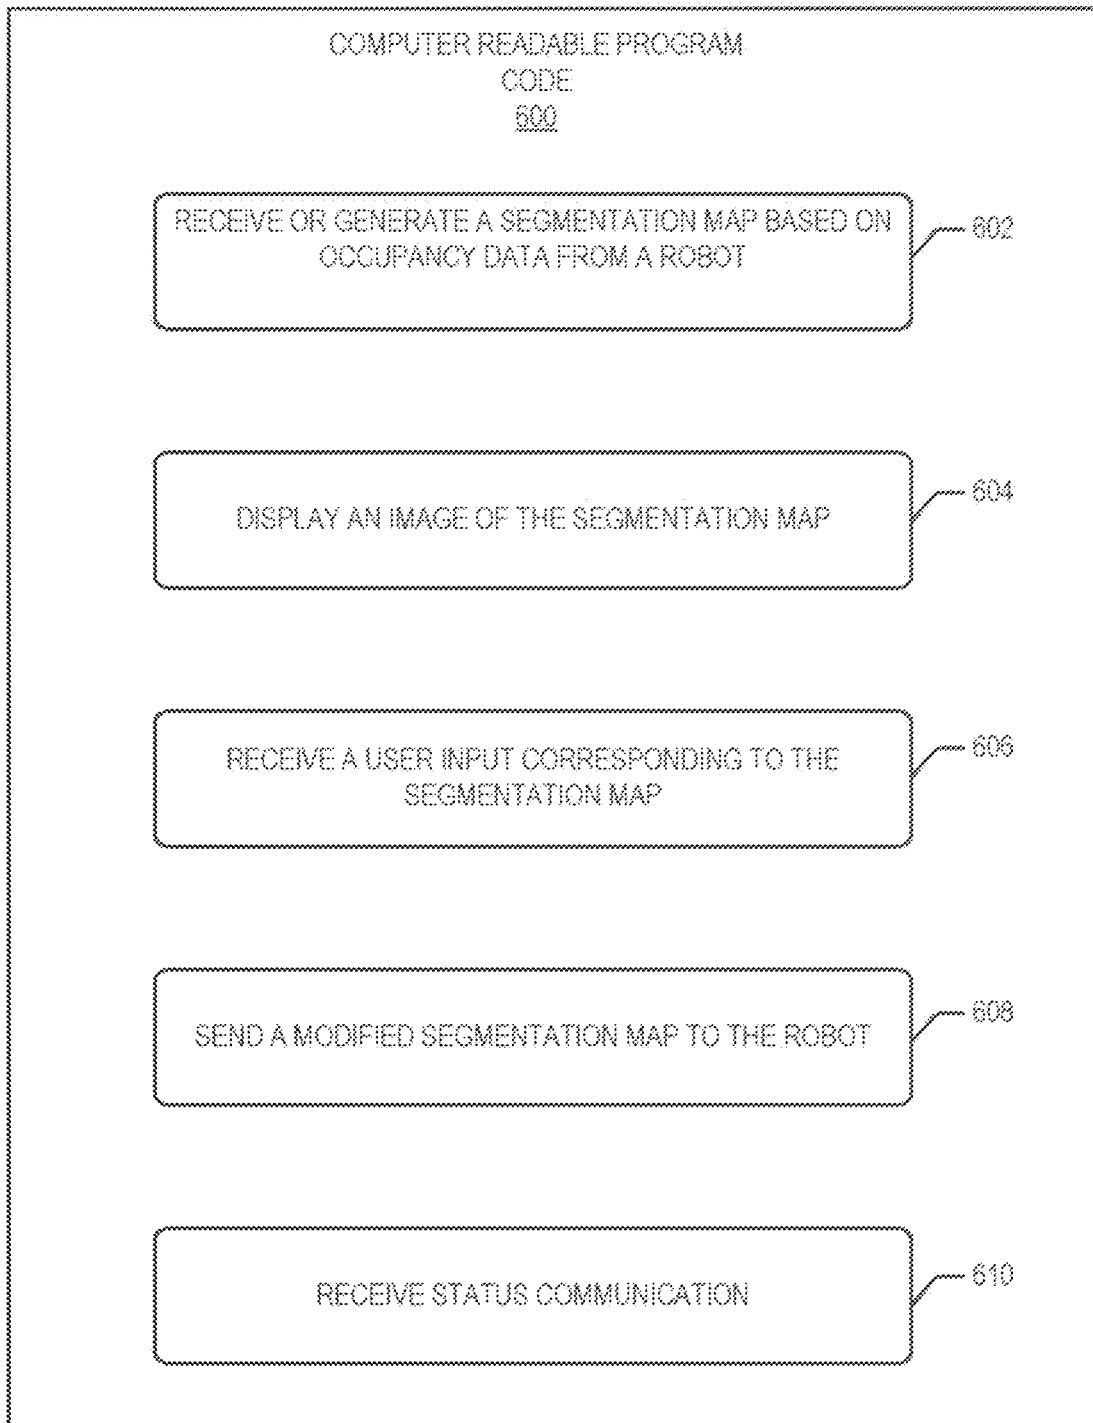 COMPUTER READABLE PROGRAM
CODE
600
RECEIVE OR GENERATE A SEGMENTATION MAP BASED ON
OCCUPANCY DATA FROM A ROBOT
602
DISPLAY AN IMAGE OF THE SEGMENTATION MAP
604
RECEIVE A USER INPUT CORRESPONDING TO THE
SEGMENTATION MAP
606
SEND A MODIFIED SEGMENTATION MAP TO THE ROBOT
608
RECEIVE STATUS COMMUNICATION
610